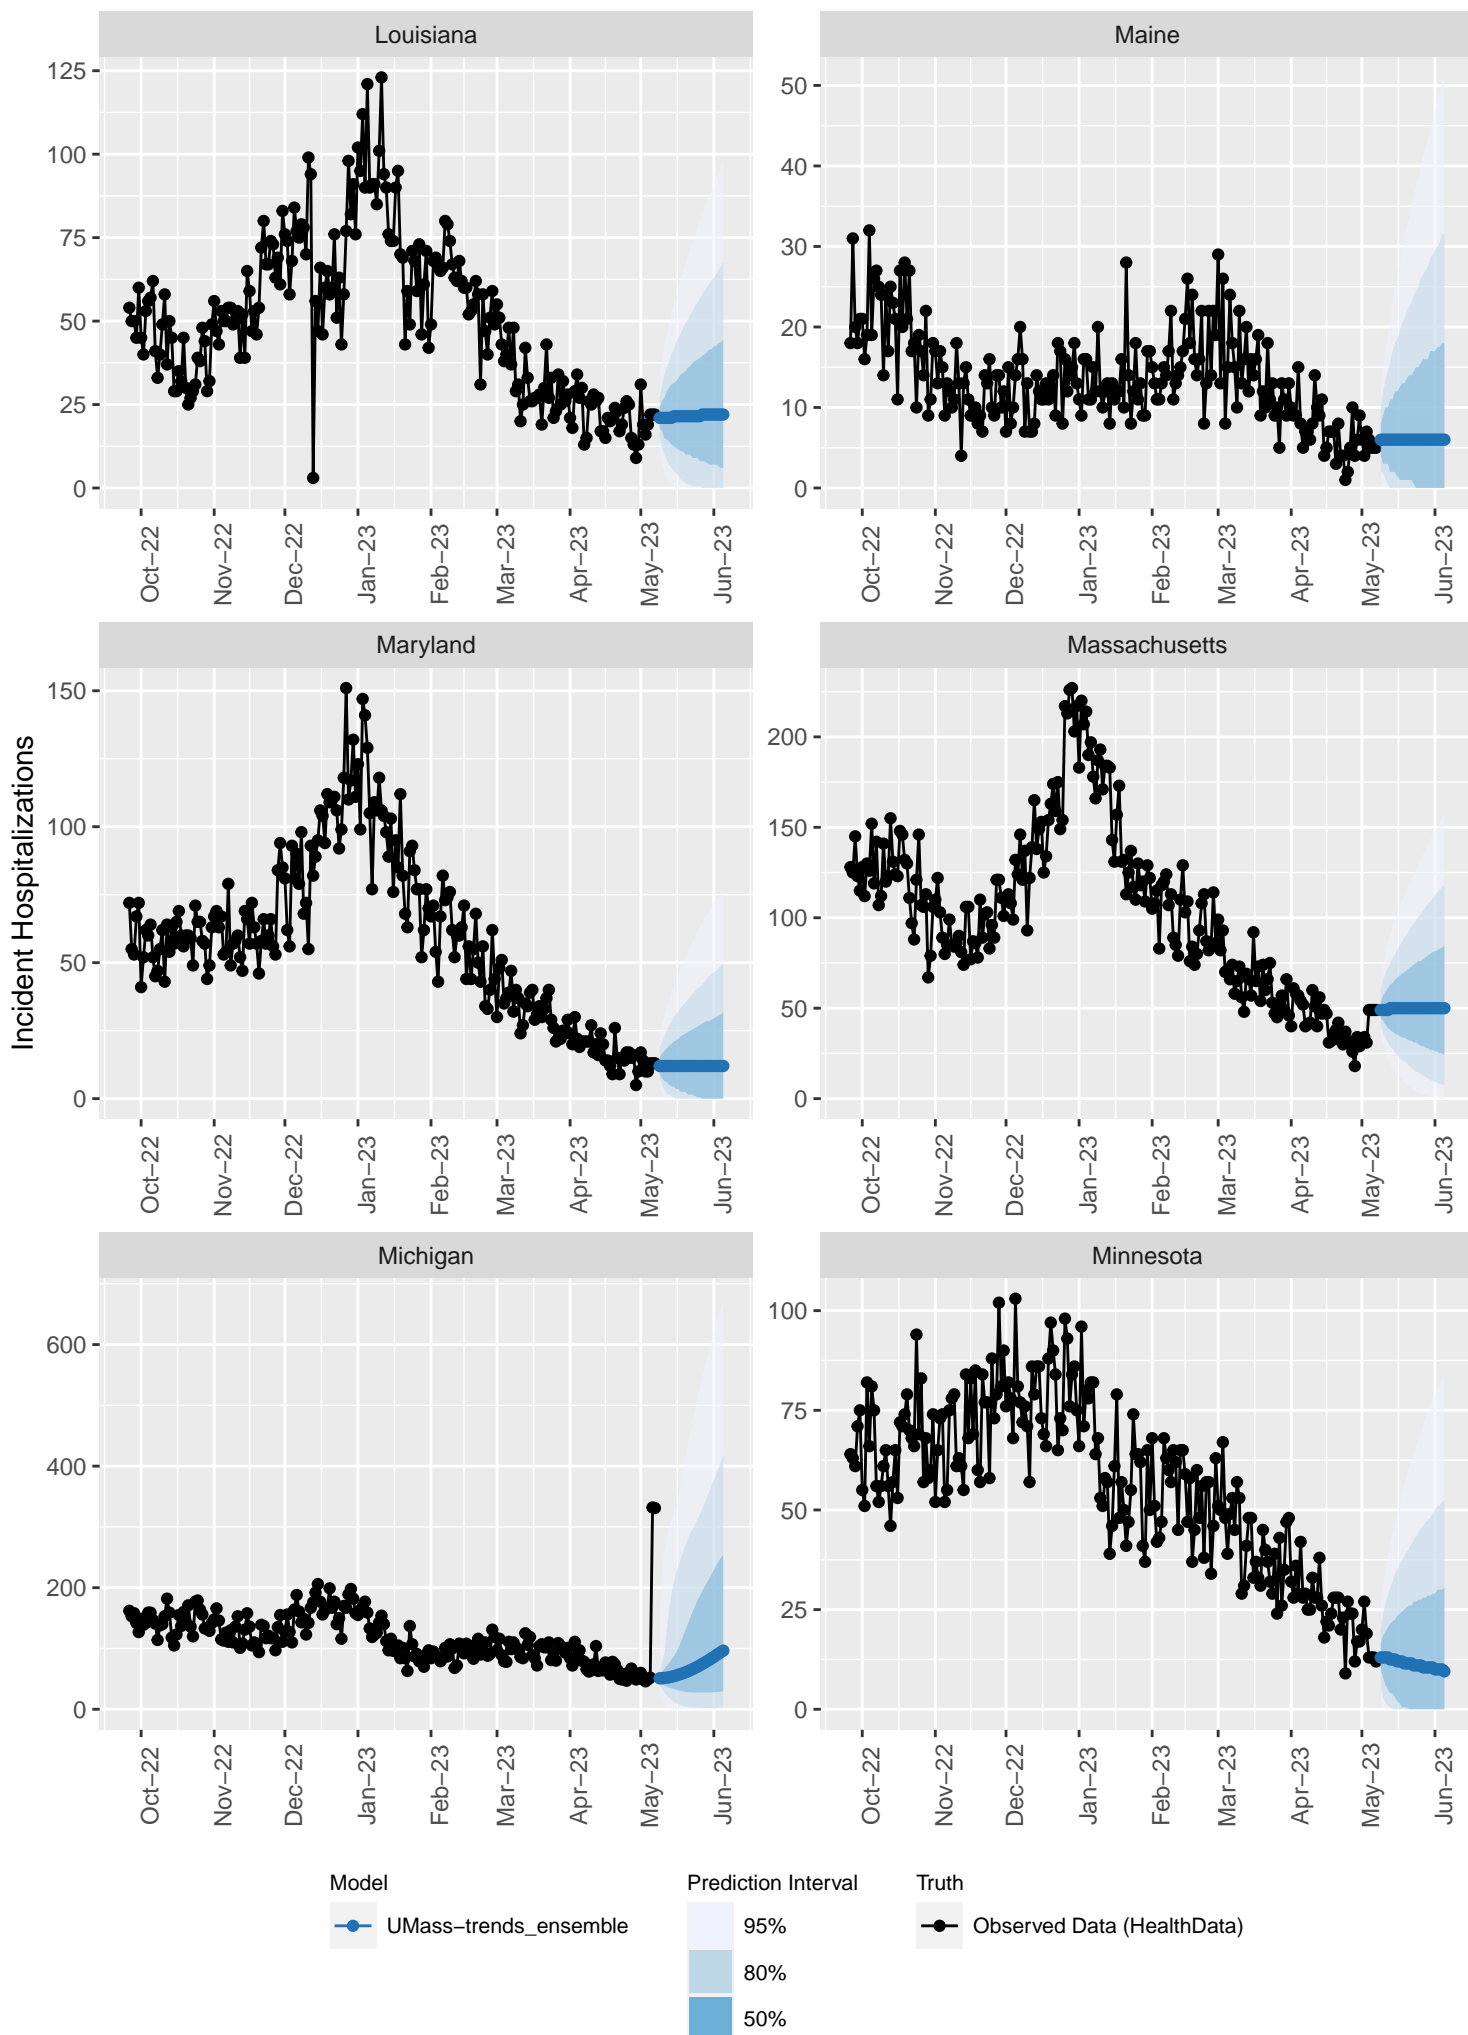 Louisiana
Maine
125
100
75
50
25
0
50
40
30
20
10
0
Oct−22
Nov−22
Dec−22
Jan−23
Feb−23
Mar−23
Apr−23
May−23
Jun−23
Oct−22
Nov−22
Dec−22
Jan−23
Feb−23
Mar−23
Apr−23
May−23
Jun−23
Incident Hospitalizations
Maryland
Massachusetts
150
100
50
0
200
150
100
50
0
Oct−22
Nov−22
Dec−22
Jan−23
Feb−23
Mar−23
Apr−23
May−23
Jun−23
Oct−22
Nov−22
Dec−22
Jan−23
Feb−23
Mar−23
Apr−23
May−23
Jun−23
Michigan
Minnesota
600
400
200
0
100
75
50
25
0
Oct−22
Nov−22
Dec−22
Jan−23
Feb−23
Mar−23
Apr−23
May−23
Jun−23
Oct−22
Nov−22
Dec−22
Jan−23
Feb−23
Mar−23
Apr−23
May−23
Jun−23
Model
UMass−trends_ensemble
Prediction Interval
95%
80%
50%
Truth
Observed Data (HealthData)